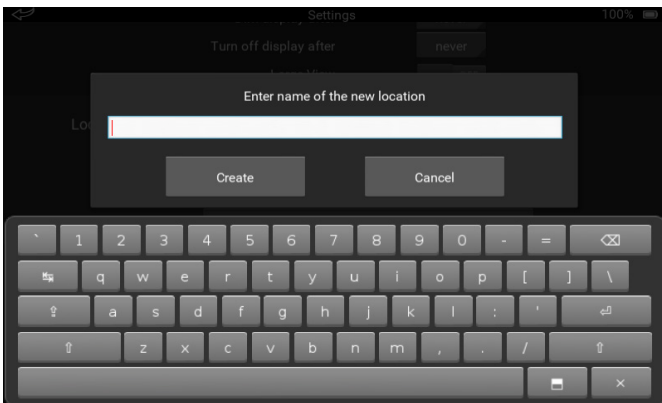 Settings 100%
Turn off display after never
Enter name of the new location
Create Cancel
` 1 2 3 4 5 6 7 8 9 0 - =
q w e r t y u i o p [ ] \
a s d f g h j k l : '
z x c v b n m , . /